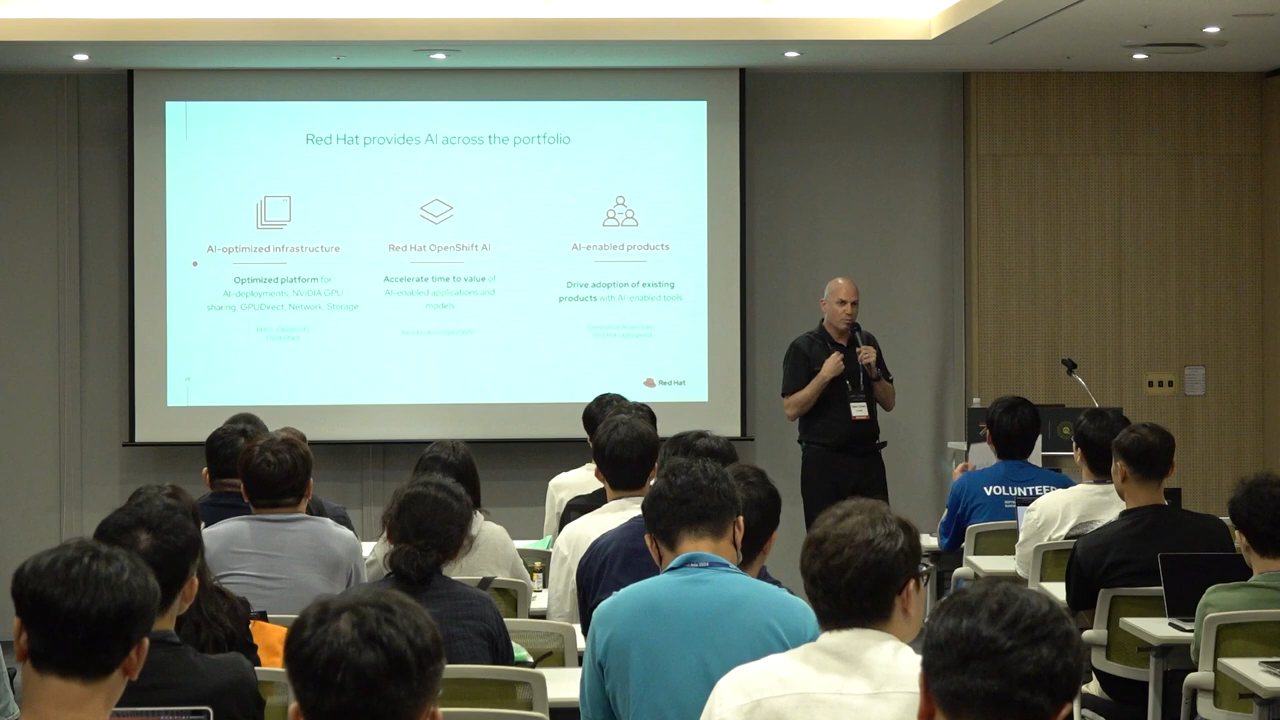 Red Hat provides AI across the portfolio
AI-optimized infrastructure
Optimized platform for
AI-deployments, NVIDIA GPU
sharing, GPUDirect, Network, Storage
Red Hat OpenShift AI
Accelerate time to value of
AI-enabled applications and
models
AI-enabled products
Drive adoption of existing
products with AI-enabled tools
Red Hat
VOLUNTEER